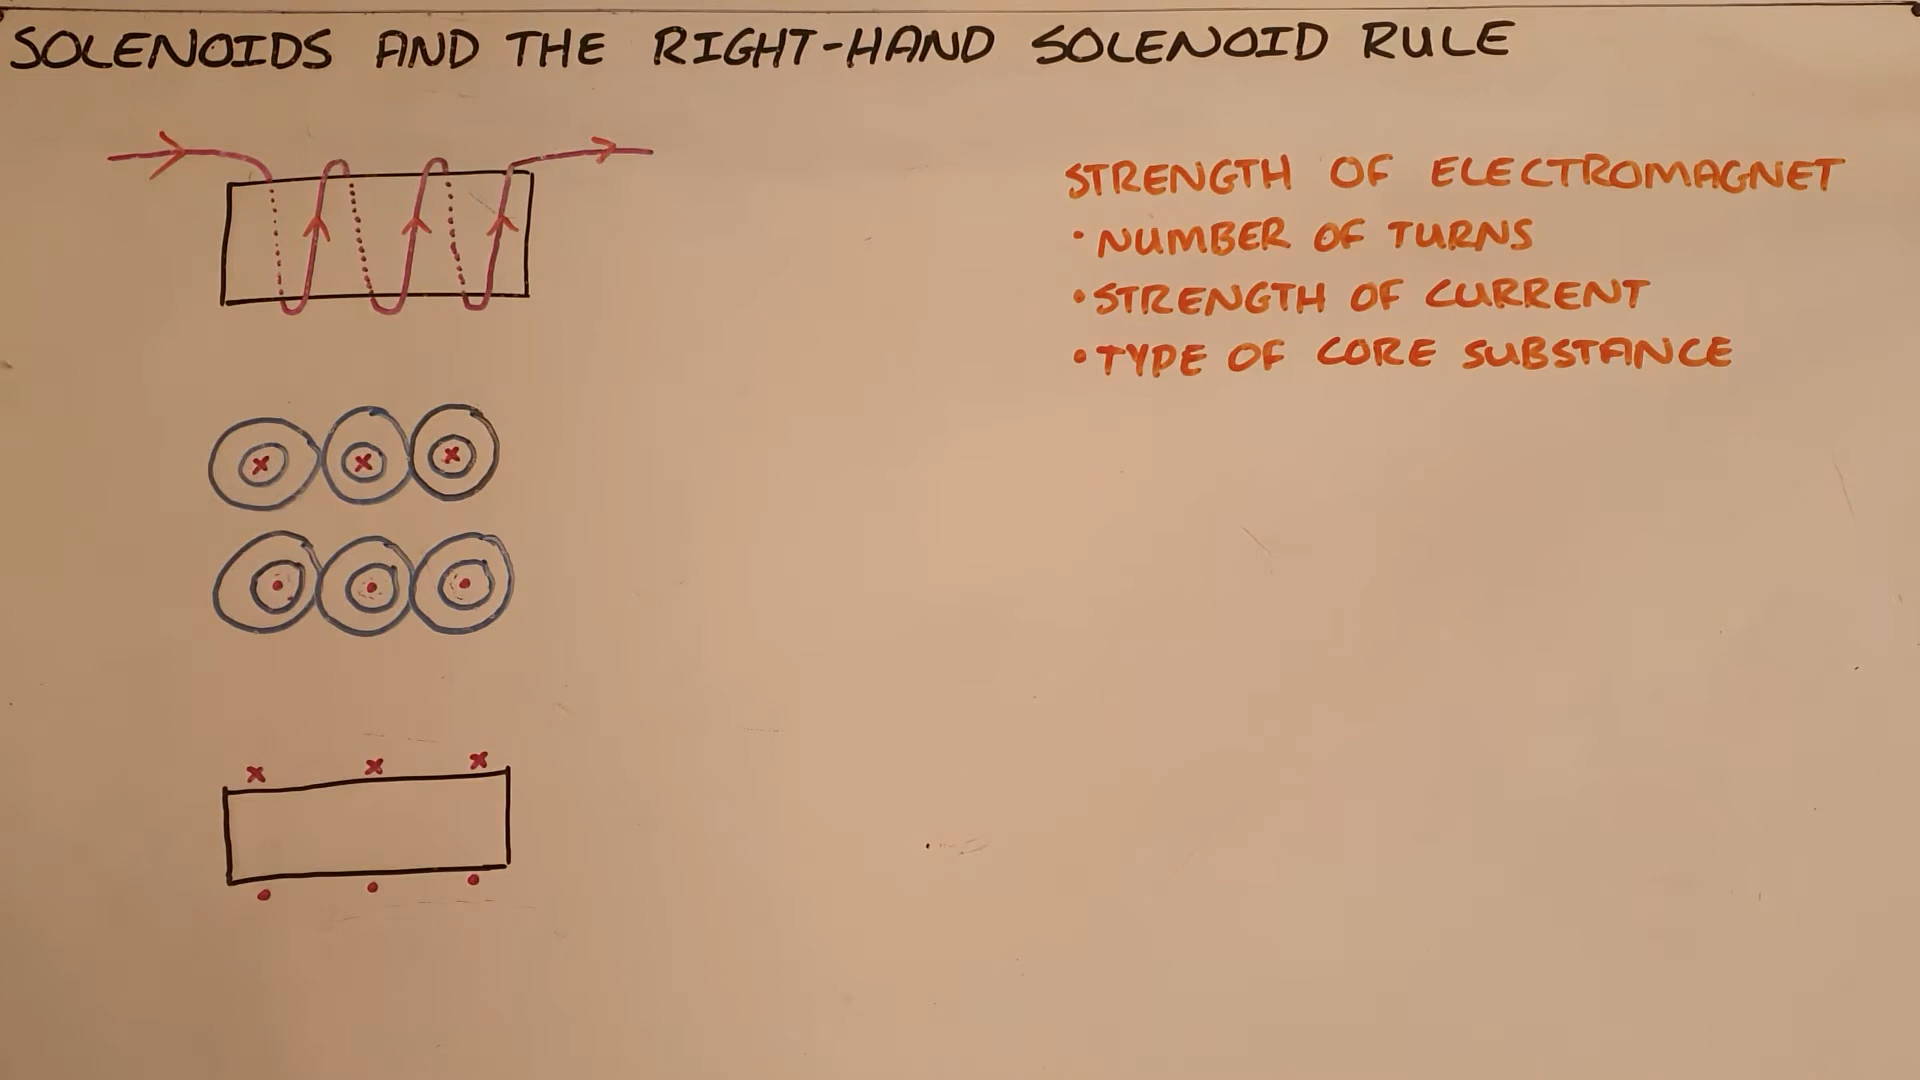 SOLENOIDS AND THE RIGHT-HAND SOLENOID RULE
STRENGTH OF ELECTROMAGNET
• NUMBER OF TURNS
• STRENGTH OF CURRENT
• TYPE OF CORE SUBSTANCE
x x x
x x x